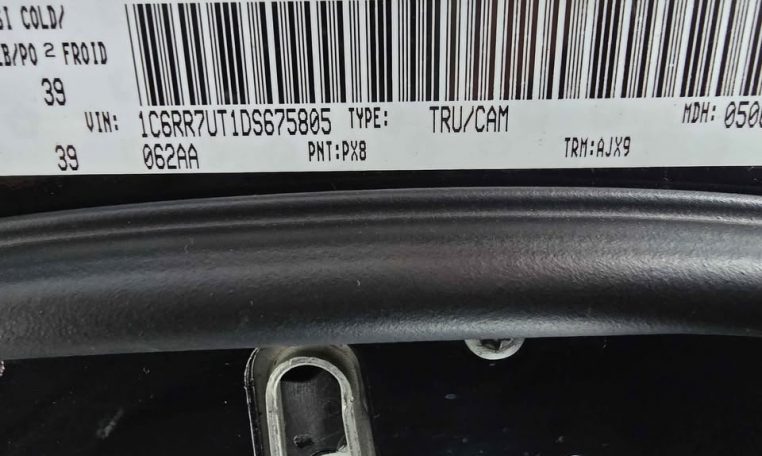 SI COLD/
LB/PO 2 FROID
39
VIN: 1C6RR7UT1DS675805 TYPE: TRU/CAM MDH: 050
39 062AA PNT:PX8 TRM:AJX9